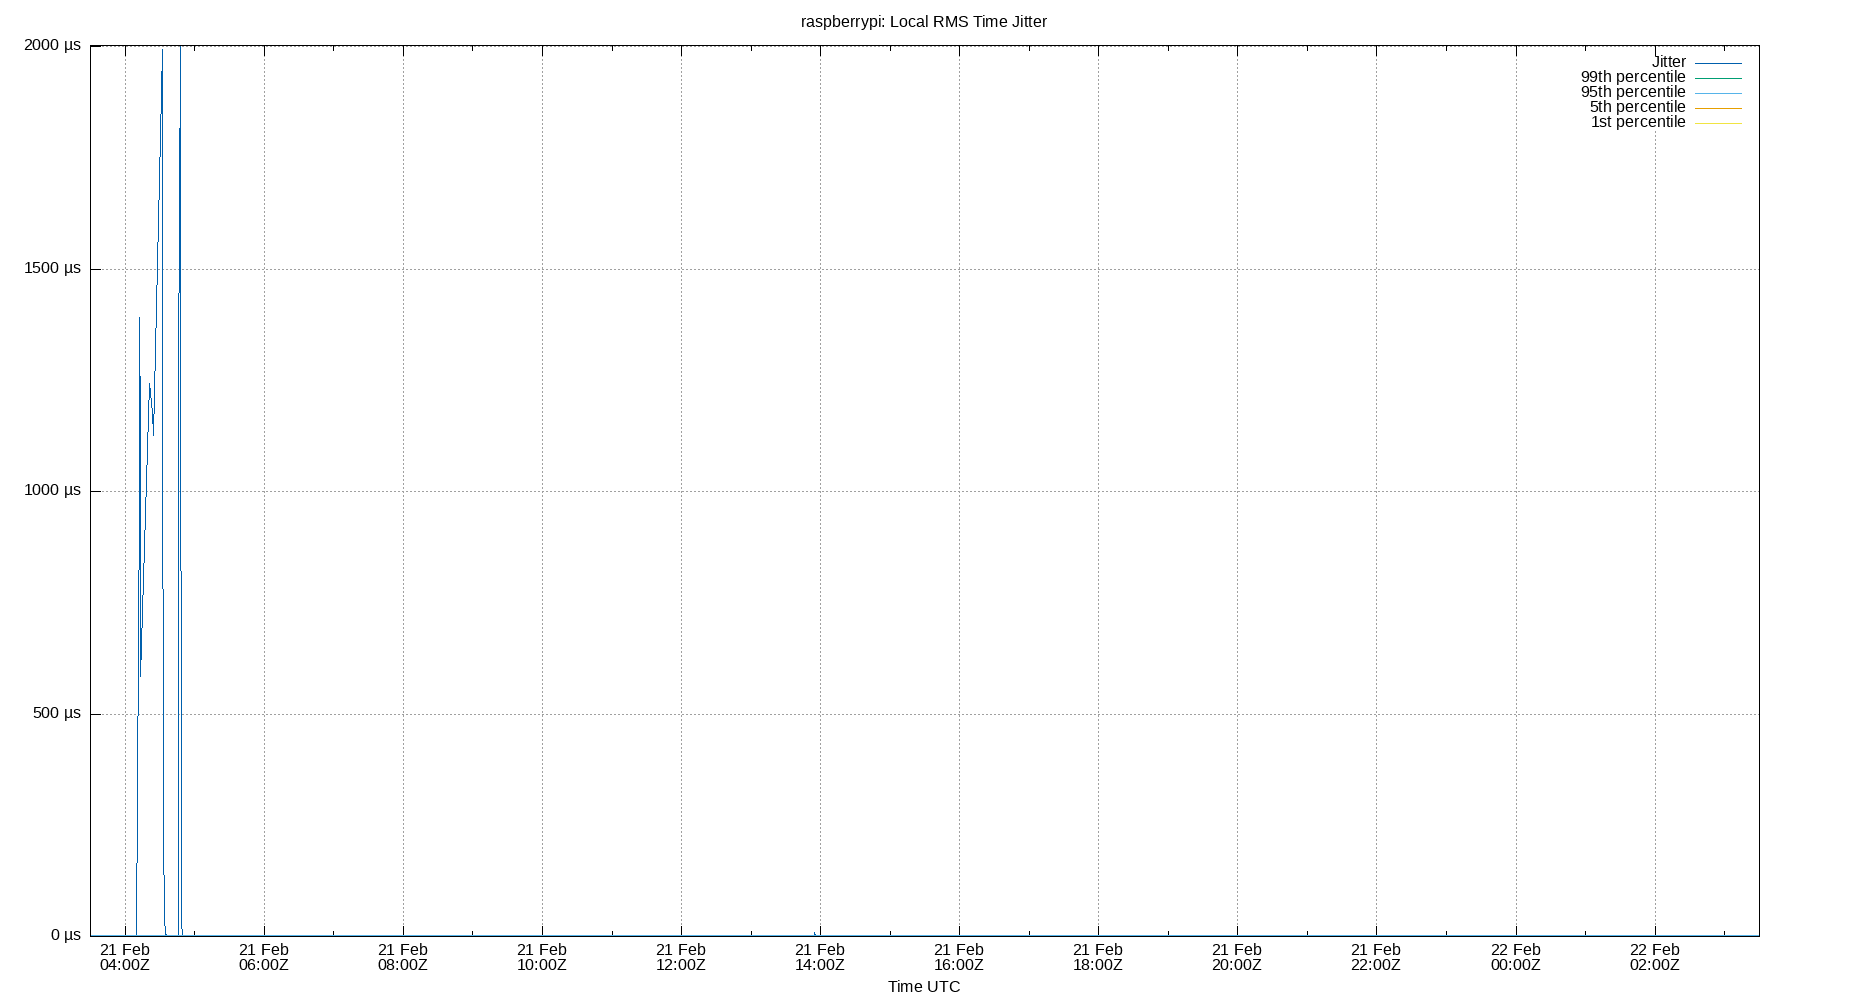 raspberrypi: Local RMS Time Jitter
2000 µs
1500 µs
1000 µs
500 µs
0 µs
Jitter
99th percentile
95th percentile
5th percentile
1st percentile
21 Feb 21 Feb 21 Feb 21 Feb 21 Feb 21 Feb 21 Feb 21 Feb 21 Feb 21 Feb 22 Feb 22 Feb
04:00Z 06:00Z 08:00Z 10:00Z 12:00Z 14:00Z 16:00Z 18:00Z 20:00Z 22:00Z 00:00Z 02:00Z
Time UTC